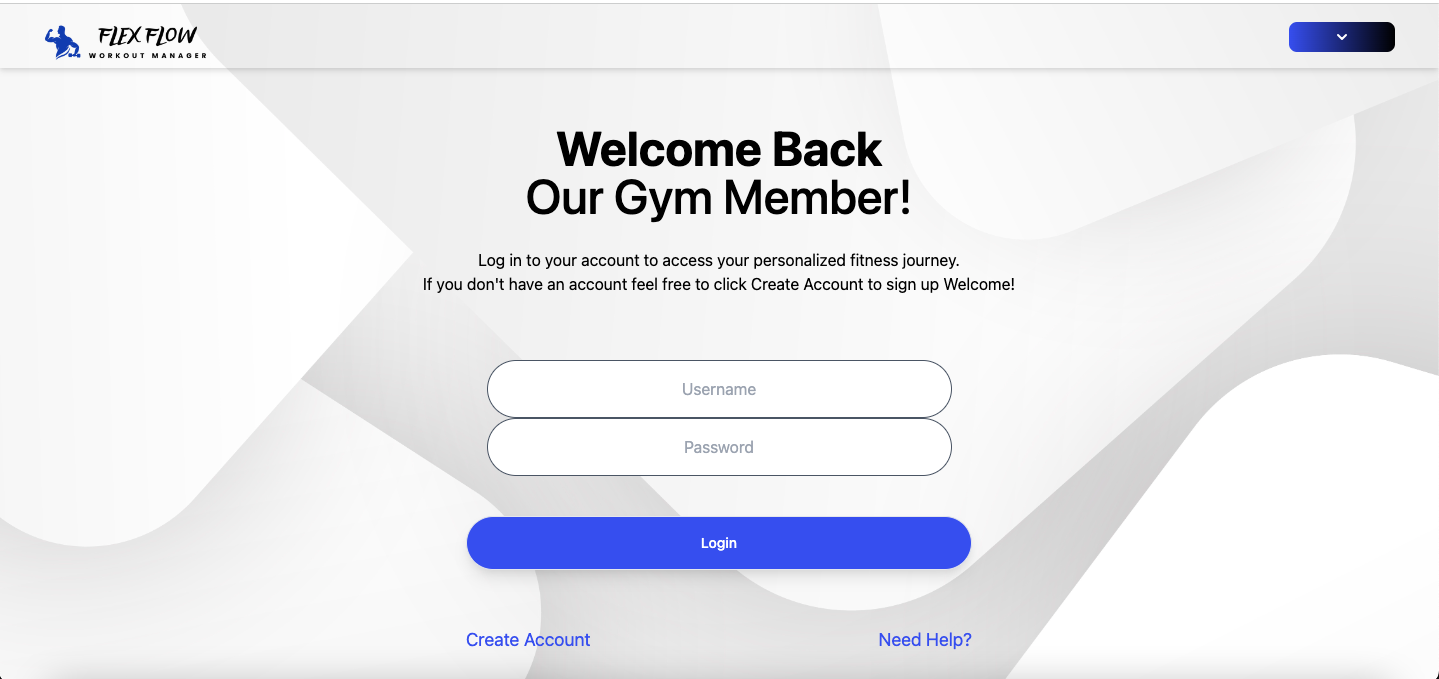 FLEX FLOW
WORKOUT MANAGER
Welcome Back
Our Gym Member!
Log in to your account to access your personalized fitness journey.
If you don't have an account feel free to click Create Account to sign up Welcome!
Username
Password
Login
Create Account
Need Help?